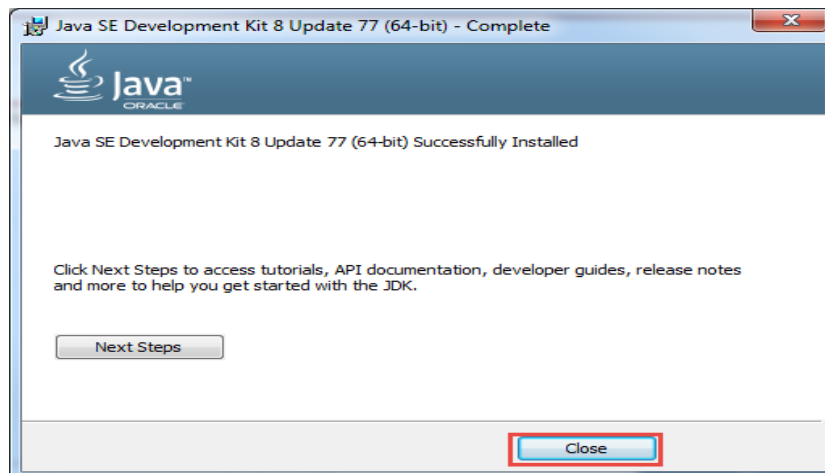 Java SE Development Kit 8 Update 77 (64-bit) - Complete
Java™
ORACLE
Java SE Development Kit 8 Update 77 (64-bit) Successfully Installed
Click Next Steps to access tutorials, API documentation, developer guides, release notes
and more to help you get started with the JDK.
Next Steps
Close